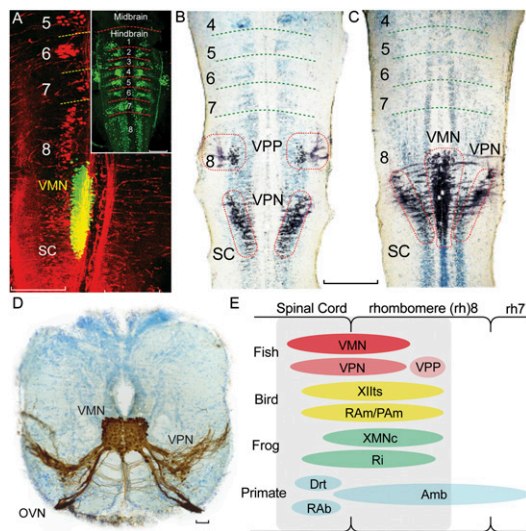 A
5
6
7
8
VMN
SC
Midbrain
Hindbrain
1
2
3
4
5
6
7
8
B
4
5
6
7
8
VPP
VPN
SC
C
4
5
6
7
8
VMN
VPN
SC
D
VMN
VPN
OVN
E
Spinal Cord rhombomere (rh)8 rh7
Fish
VMN
VPN VPP
Bird
XIIts
RAm/PAm
Frog
XMNc
Ri
Primate
Drt
Amb
RAb